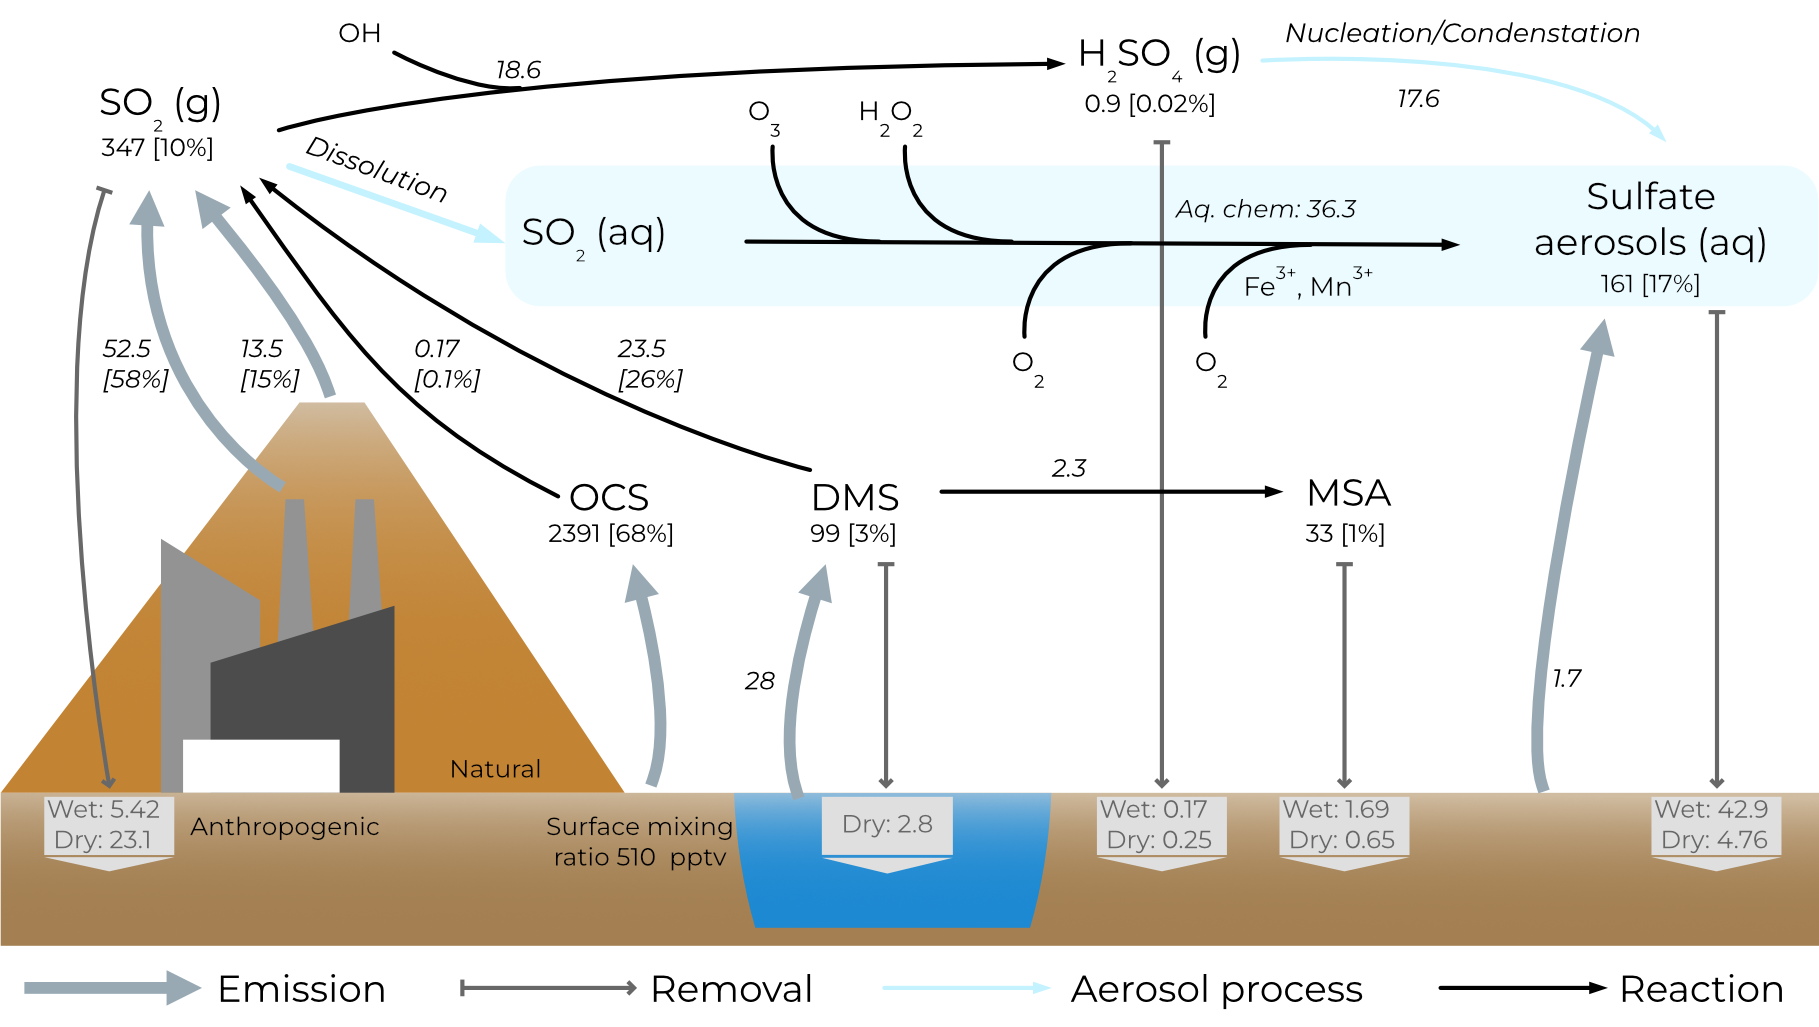 OH
18.6
H₂SO₄ (g)
0.9 [0.02%]
Nucleation/Condenstation
17.6
SO₂ (g)
347 [10%]
Dissolution
O₃
H₂O₂
SO₂ (aq)
Aq. chem: 36.3
Fe³⁺, Mn³⁺
O₂
O₂
Sulfate
aerosols (aq)
161 [17%]
52.5
[58%]
13.5
[15%]
0.17
[0.1%]
23.5
[26%]
OCS
2391 [68%]
DMS
99 [3%]
2.3
MSA
33 [1%]
28
1.7
Natural
Wet: 5.42
Dry: 23.1
Anthropogenic
Surface mixing
ratio 510 pptv
Dry: 2.8
Wet: 0.17
Dry: 0.25
Wet: 1.69
Dry: 0.65
Wet: 42.9
Dry: 4.76
Emission
Removal
Aerosol process
Reaction